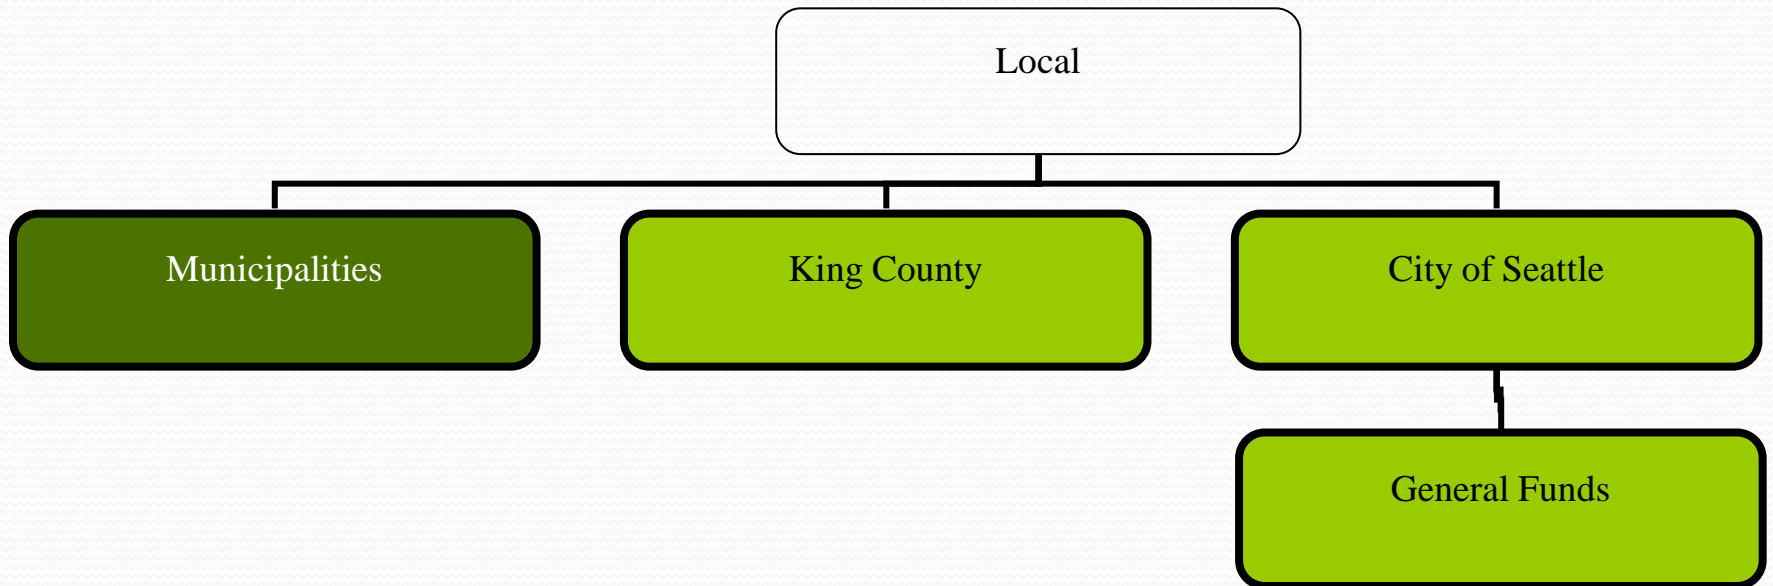 Local
Municipalities
King County
City of Seattle
General Funds